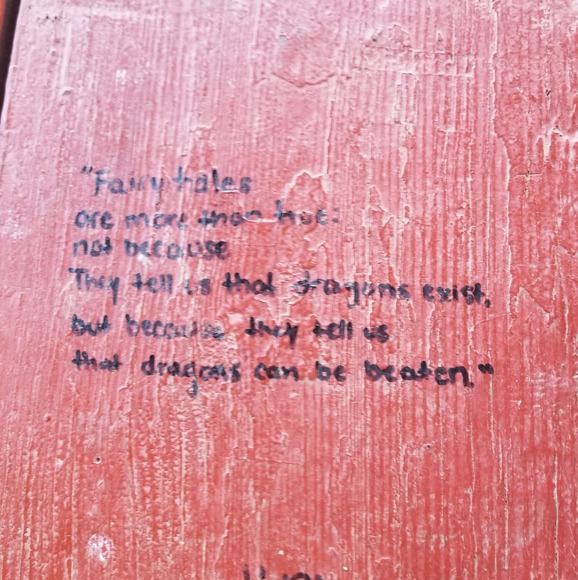 "Fairy tales
are more than true:
not because
They tell us that dragons exist,
but because they tell us
that dragons can be beaten."